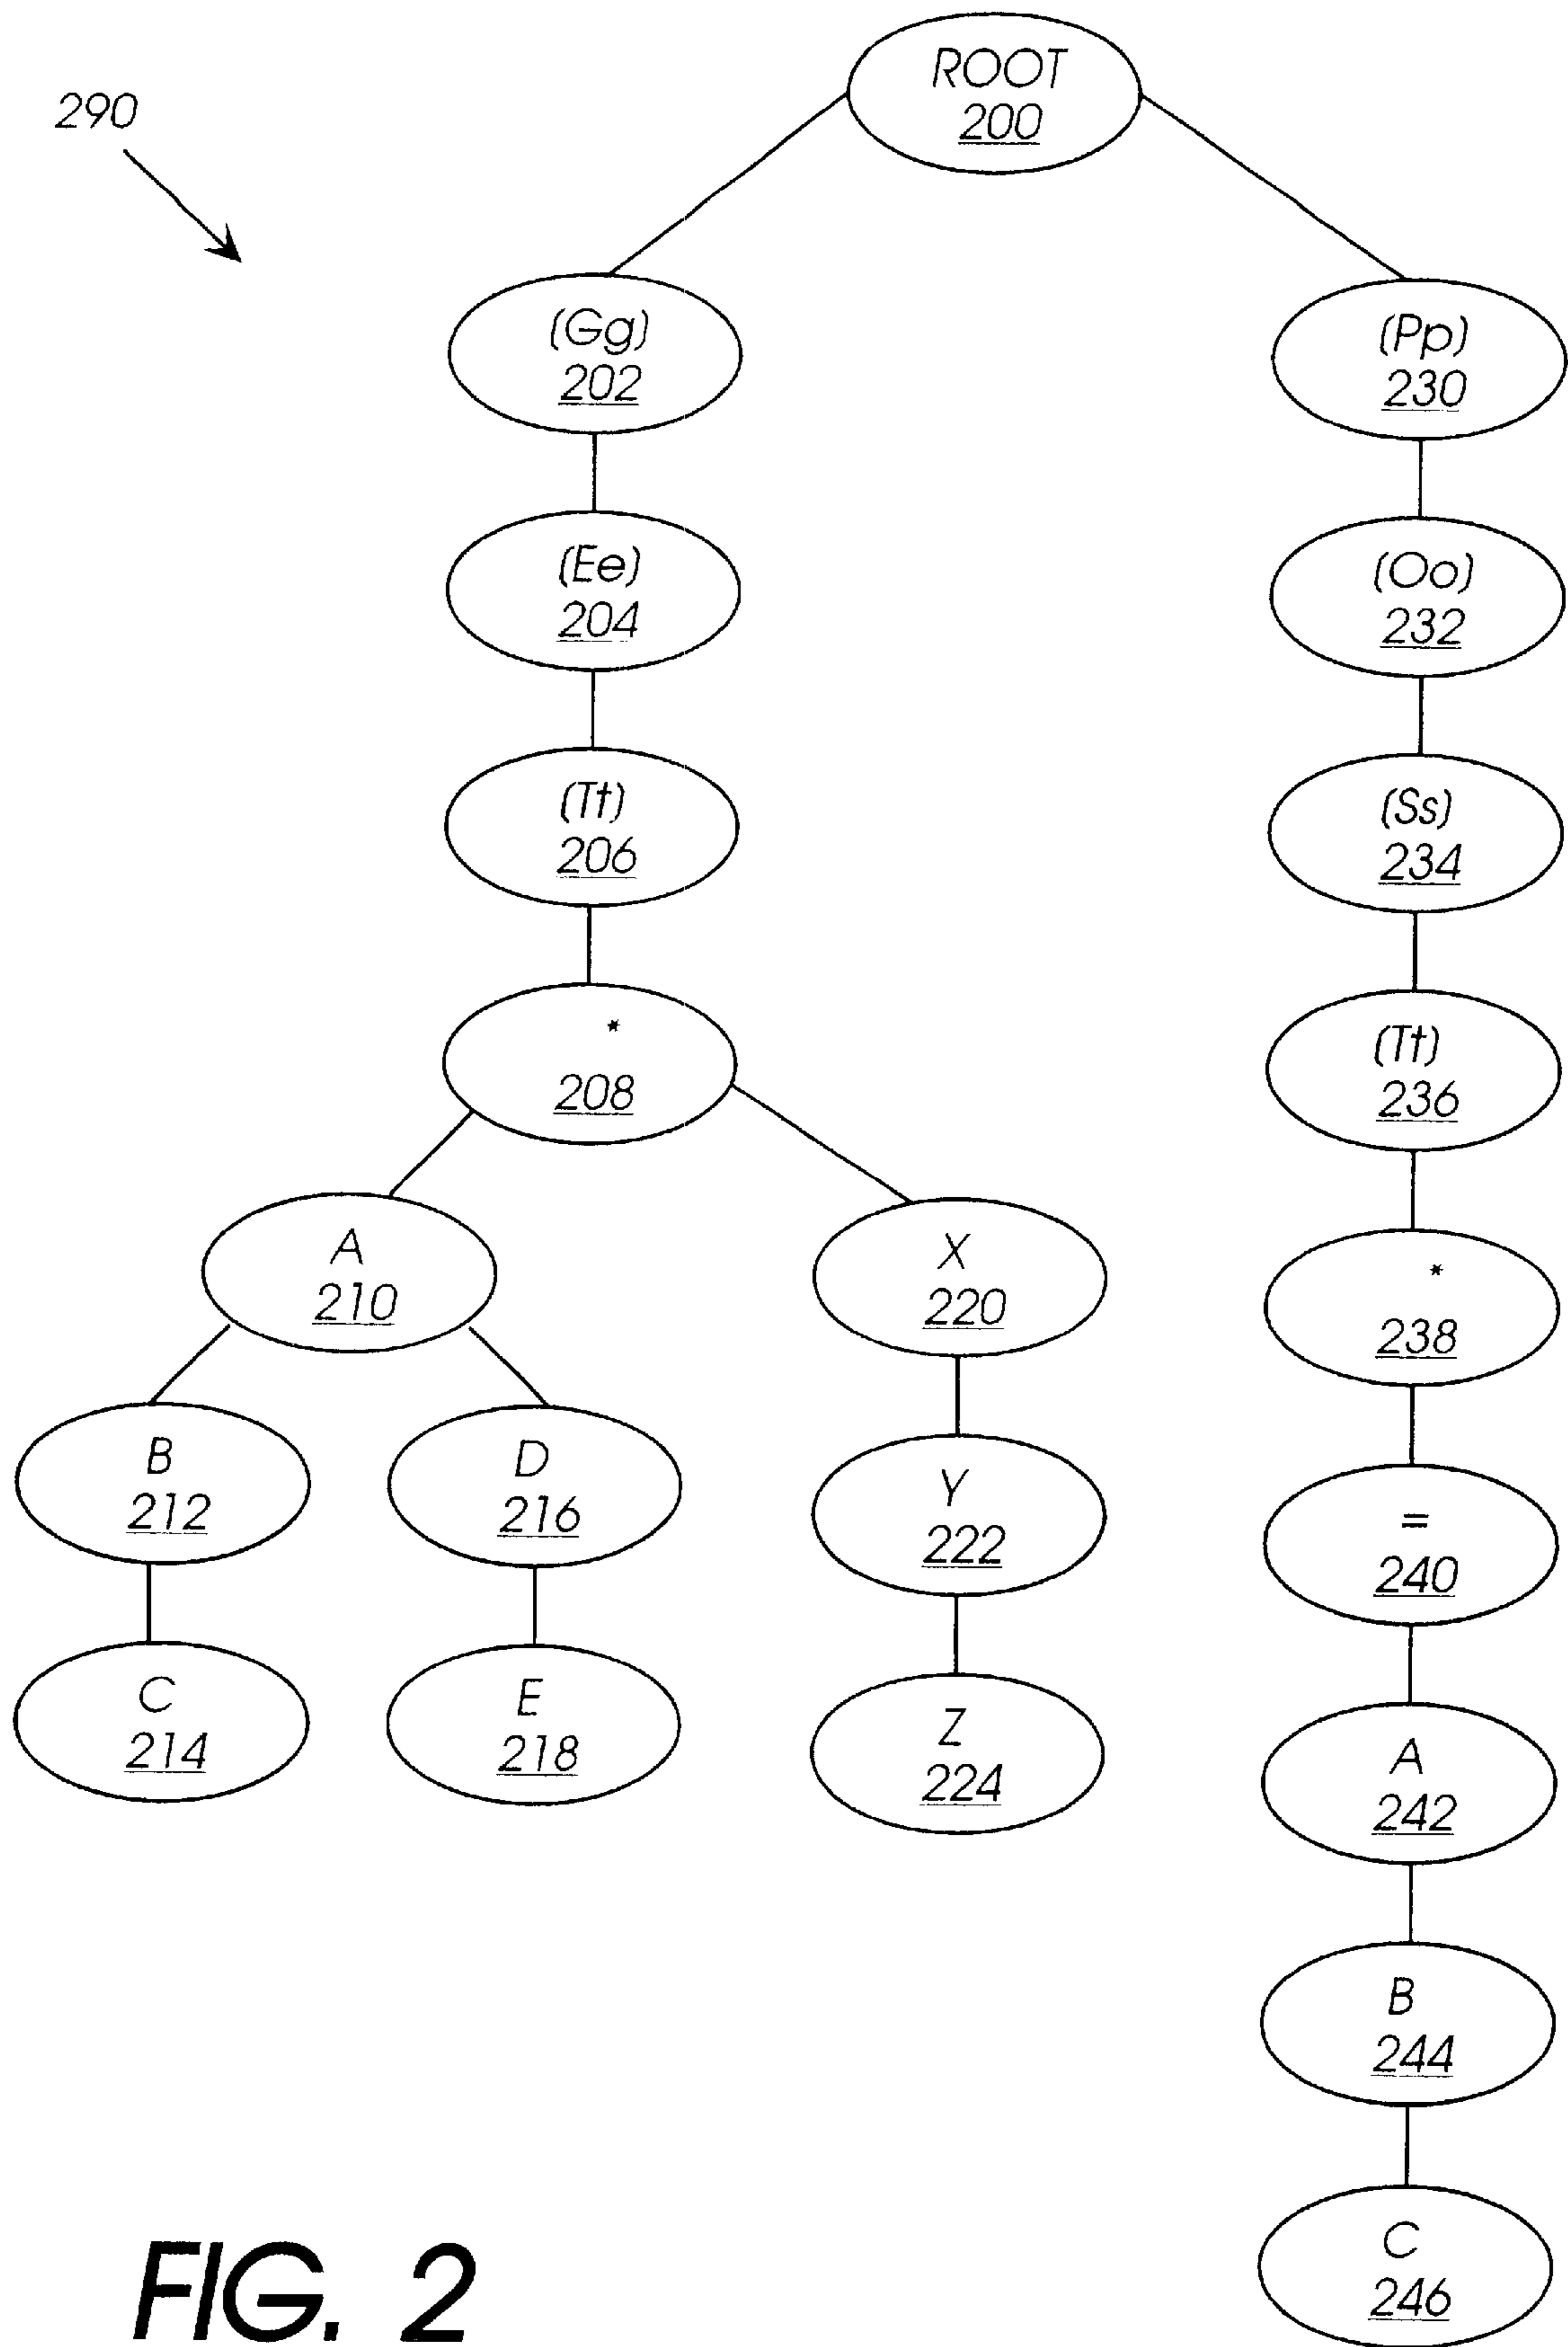 ROOT
200
290
(Gg)
202
(Pp)
230
(Ee)
204
(Oo)
232
(Tt)
206
(Ss)
234
*
208
(Tt)
236
A
210
X
220
*
238
B
212
D
216
Y
222
=
240
C
214
E
218
Z
224
A
242
B
244
C
246
FIG. 2